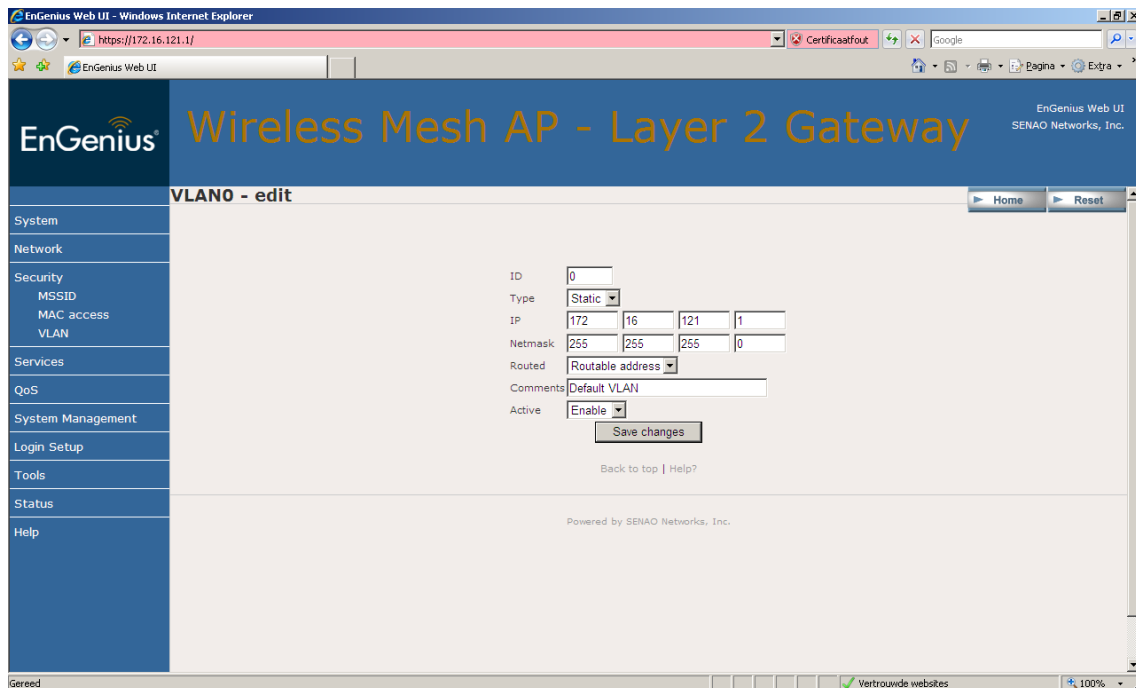 EnGenius Web UI - Windows Internet Explorer
https://172.16.121.1/
Certificaatfout
Google
EnGenius Web UI
Pagina
Extra
EnGenius®
Wireless Mesh AP - Layer 2 Gateway
EnGenius Web UI
SENAO Networks, Inc.
VLAN0 - edit
Home
Reset
System
Network
Security
MSSID
MAC access
VLAN
Services
QoS
System Management
Login Setup
Tools
Status
Help
ID 0
Type Static
IP 172 16 121 1
Netmask 255 255 255 0
Routed Routable address
Comments Default VLAN
Active Enable
Save changes
Back to top | Help?
Powered by SENAO Networks, Inc.
Gereed
Vertrouwde websites
100%